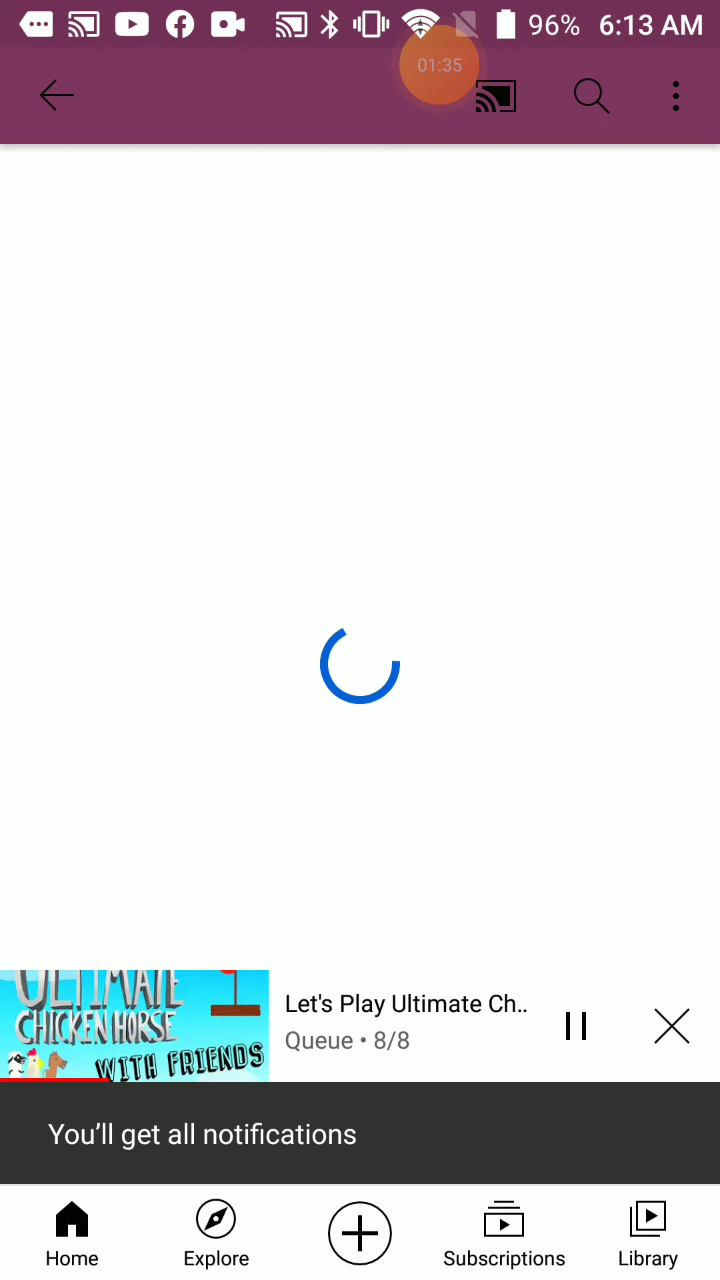 96% 6:13 AM
01:35
ULTIMATE
CHICKEN HORSE
WITH FRIENDS
Let's Play Ultimate Ch..
Queue • 8/8
You’ll get all notifications
Home Explore Subscriptions Library